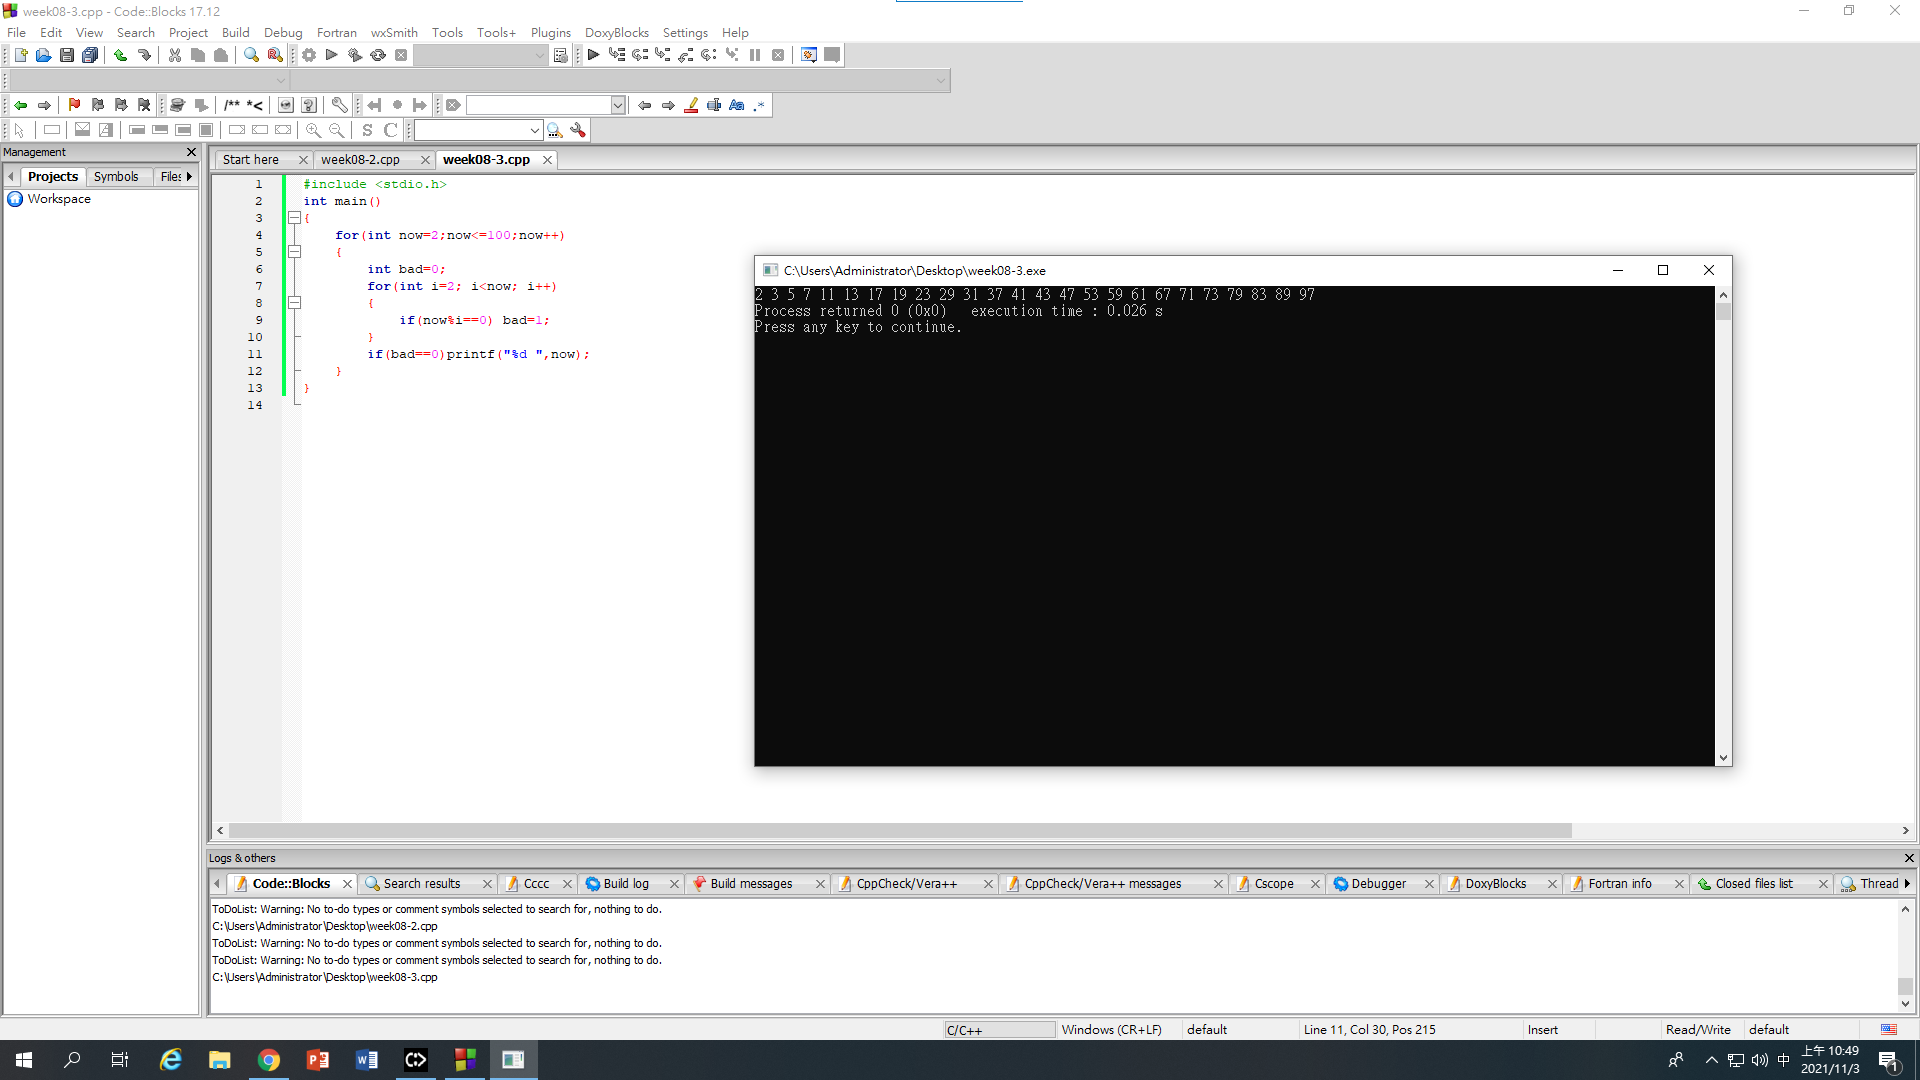 week08-3.cpp - Code::Blocks 17.12
File Edit View Search Project Build Debug Fortran wxSmith Tools Tools+ Plugins DoxyBlocks Settings Help
/** *<
S C
Management
Start here week08-2.cpp week08-3.cpp
Projects Symbols Files
Workspace
1 #include <stdio.h>
2 int main()
3 {
4 for(int now=2;now<=100;now++)
5 {
6 int bad=0;
7 for(int i=2; i<now; i++)
8 {
9 if(now%i==0) bad=1;
10 }
11 if(bad==0)printf("%d ",now);
12 }
13 }
14
C:\Users\Administrator\Desktop\week08-3.exe
2 3 5 7 11 13 17 19 23 29 31 37 41 43 47 53 59 61 67 71 73 79 83 89 97
Process returned 0 (0x0) execution time : 0.026 s
Press any key to continue.
Logs & others
Code::Blocks Search results Cccc Build log Build messages CppCheck/Vera++ CppCheck/Vera++ messages Cscope Debugger DoxyBlocks Fortran info Closed files list Thread
ToDoList: Warning: No to-do types or comment symbols selected to search for, nothing to do.
C:\Users\Administrator\Desktop\week08-2.cpp
ToDoList: Warning: No to-do types or comment symbols selected to search for, nothing to do.
ToDoList: Warning: No to-do types or comment symbols selected to search for, nothing to do.
C:\Users\Administrator\Desktop\week08-3.cpp
C/C++ Windows (CR+LF) default Line 11, Col 30, Pos 215 Insert Read/Write default
中 上午 10:49
2021/11/3 1